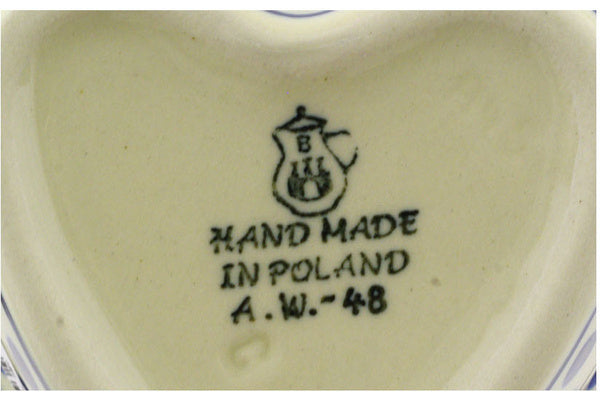 B
HAND MADE
IN POLAND
A.W.-48
C